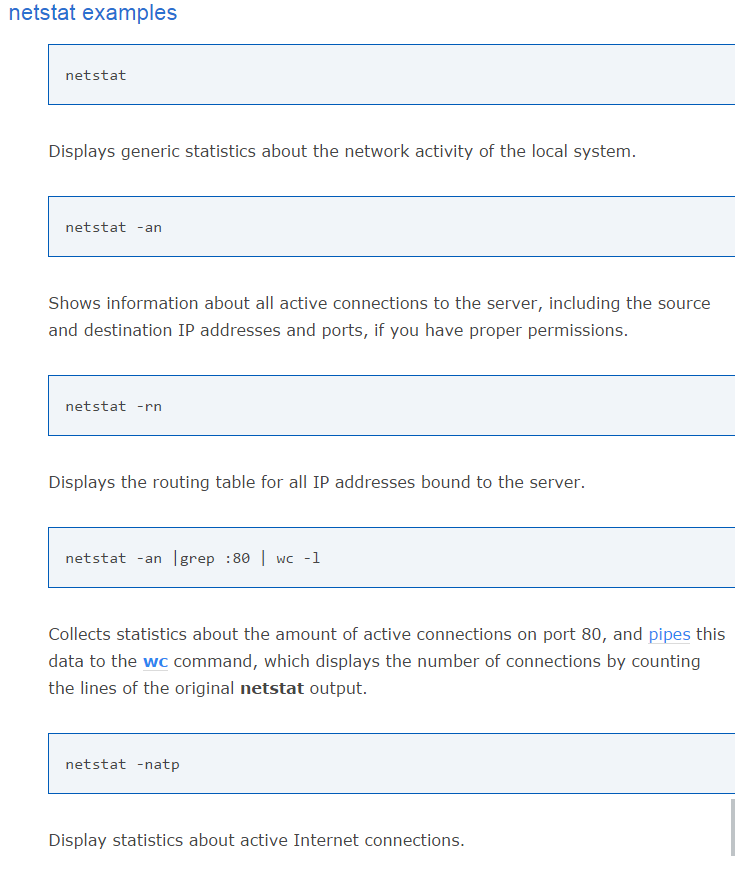 netstat examples
netstat
Displays generic statistics about the network activity of the local system.
netstat -an
Shows information about all active connections to the server, including the source
and destination IP addresses and ports, if you have proper permissions.
netstat -rn
Displays the routing table for all IP addresses bound to the server.
netstat -an |grep :80 | wc -l
Collects statistics about the amount of active connections on port 80, and pipes this
data to the wc command, which displays the number of connections by counting
the lines of the original netstat output.
netstat -natp
Display statistics about active Internet connections.